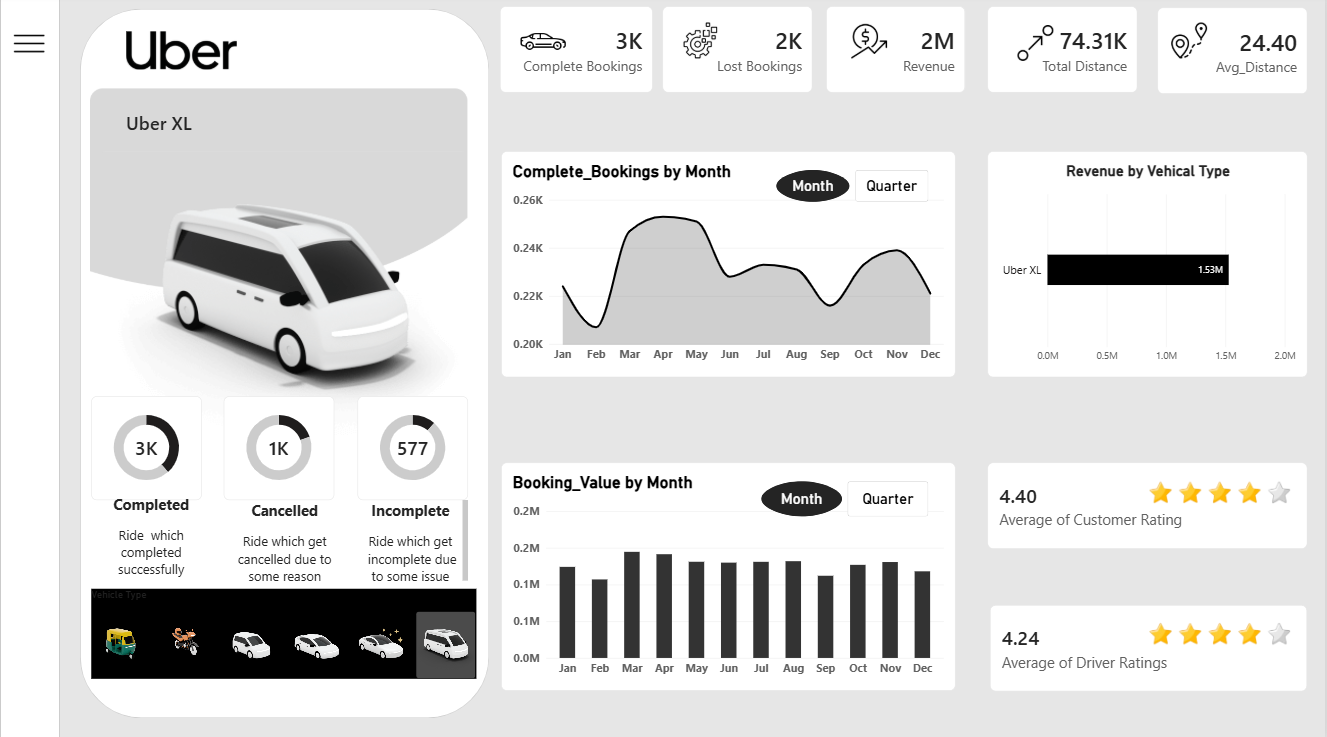 Uber
Uber XL
3K
Completed
Ride which
completed
successfully
1K
Cancelled
Ride which get
cancelled due to
some reason
577
Incomplete
Ride which get
incomplete due
to some issue
Vehicle Type
3K
Complete Bookings
2K
Lost Bookings
2M
Revenue
74.31K
Total Distance
24.40
Avg_Distance
Complete_Bookings by Month
Month
Quarter
0.26K
0.24K
0.22K
0.20K
Jan Feb Mar Apr May Jun Jul Aug Sep Oct Nov Dec
Revenue by Vehical Type
Uber XL
1.53M
0.0M 0.5M 1.0M 1.5M 2.0M
Booking_Value by Month
Month
Quarter
0.2M
0.2M
0.1M
0.1M
0.0M
Jan Feb Mar Apr May Jun Jul Aug Sep Oct Nov Dec
4.40
Average of Customer Rating
4.24
Average of Driver Ratings